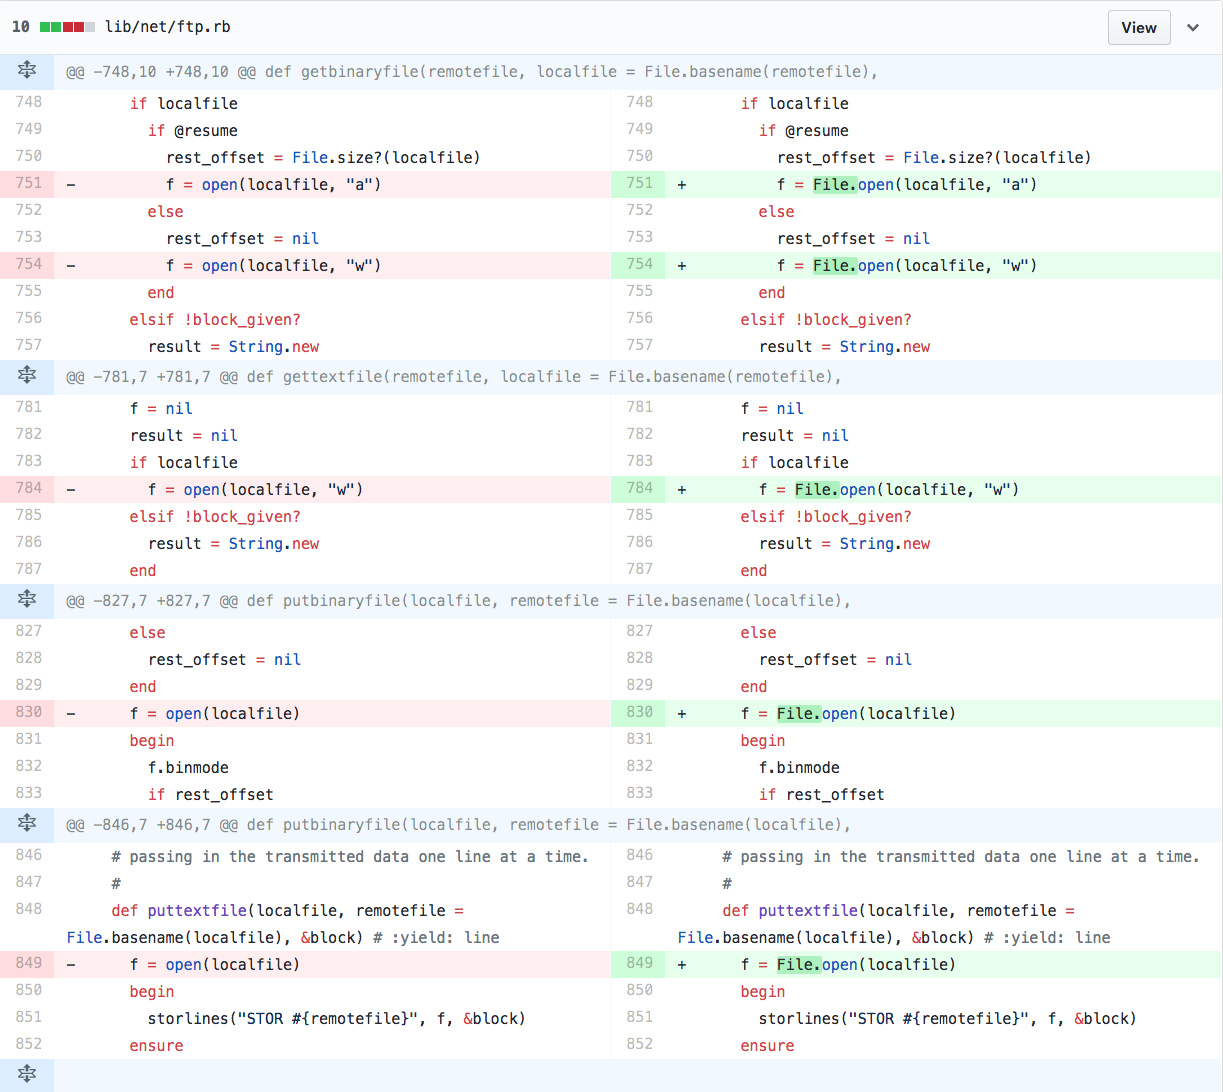 10 lib/net/ftp.rb View
@@ -748,10 +748,10 @@ def getbinaryfile(remotefile, localfile = File.basename(remotefile),
748 if localfile 748 if localfile
749 if @resume 749 if @resume
750 rest_offset = File.size?(localfile) 750 rest_offset = File.size?(localfile)
751 - f = open(localfile, "a") 751 + f = File.open(localfile, "a")
752 else 752 else
753 rest_offset = nil 753 rest_offset = nil
754 - f = open(localfile, "w") 754 + f = File.open(localfile, "w")
755 end 755 end
756 elsif !block_given? 756 elsif !block_given?
757 result = String.new 757 result = String.new
@@ -781,7 +781,7 @@ def gettextfile(remotefile, localfile = File.basename(remotefile),
781 f = nil 781 f = nil
782 result = nil 782 result = nil
783 if localfile 783 if localfile
784 - f = open(localfile, "w") 784 + f = File.open(localfile, "w")
785 elsif !block_given? 785 elsif !block_given?
786 result = String.new 786 result = String.new
787 end 787 end
@@ -827,7 +827,7 @@ def putbinaryfile(localfile, remotefile = File.basename(localfile),
827 else 827 else
828 rest_offset = nil 828 rest_offset = nil
829 end 829 end
830 - f = open(localfile) 830 + f = File.open(localfile)
831 begin 831 begin
832 f.binmode 832 f.binmode
833 if rest_offset 833 if rest_offset
@@ -846,7 +846,7 @@ def putbinaryfile(localfile, remotefile = File.basename(localfile),
846 # passing in the transmitted data one line at a time. 846 # passing in the transmitted data one line at a time.
847 # 847 #
848 def puttextfile(localfile, remotefile = 848 def puttextfile(localfile, remotefile =
File.basename(localfile), &block) # :yield: line File.basename(localfile), &block) # :yield: line
849 - f = open(localfile) 849 + f = File.open(localfile)
850 begin 850 begin
851 storlines("STOR #{remotefile}", f, &block) 851 storlines("STOR #{remotefile}", f, &block)
852 ensure 852 ensure